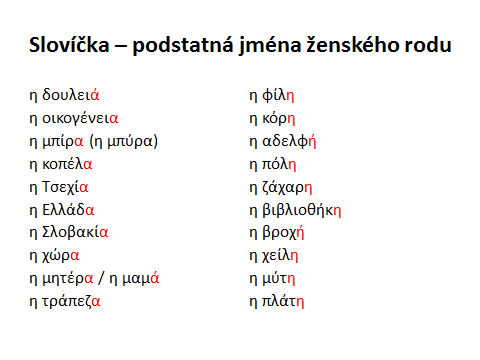 Slovíčka – podstatná jména ženského rodu
η δουλειά
η οικογένεια
η μπίρα (η μπύρα)
η κοπέλα
η Τσεχία
η Ελλάδα
η Σλοβακία
η χώρα
η μητέρα / η μαμά
η τράπεζα
η φίλη
η κόρη
η αδελφή
η πόλη
η ζάχαρη
η βιβλιοθήκη
η βροχή
η χείλη
η μύτη
η πλάτη